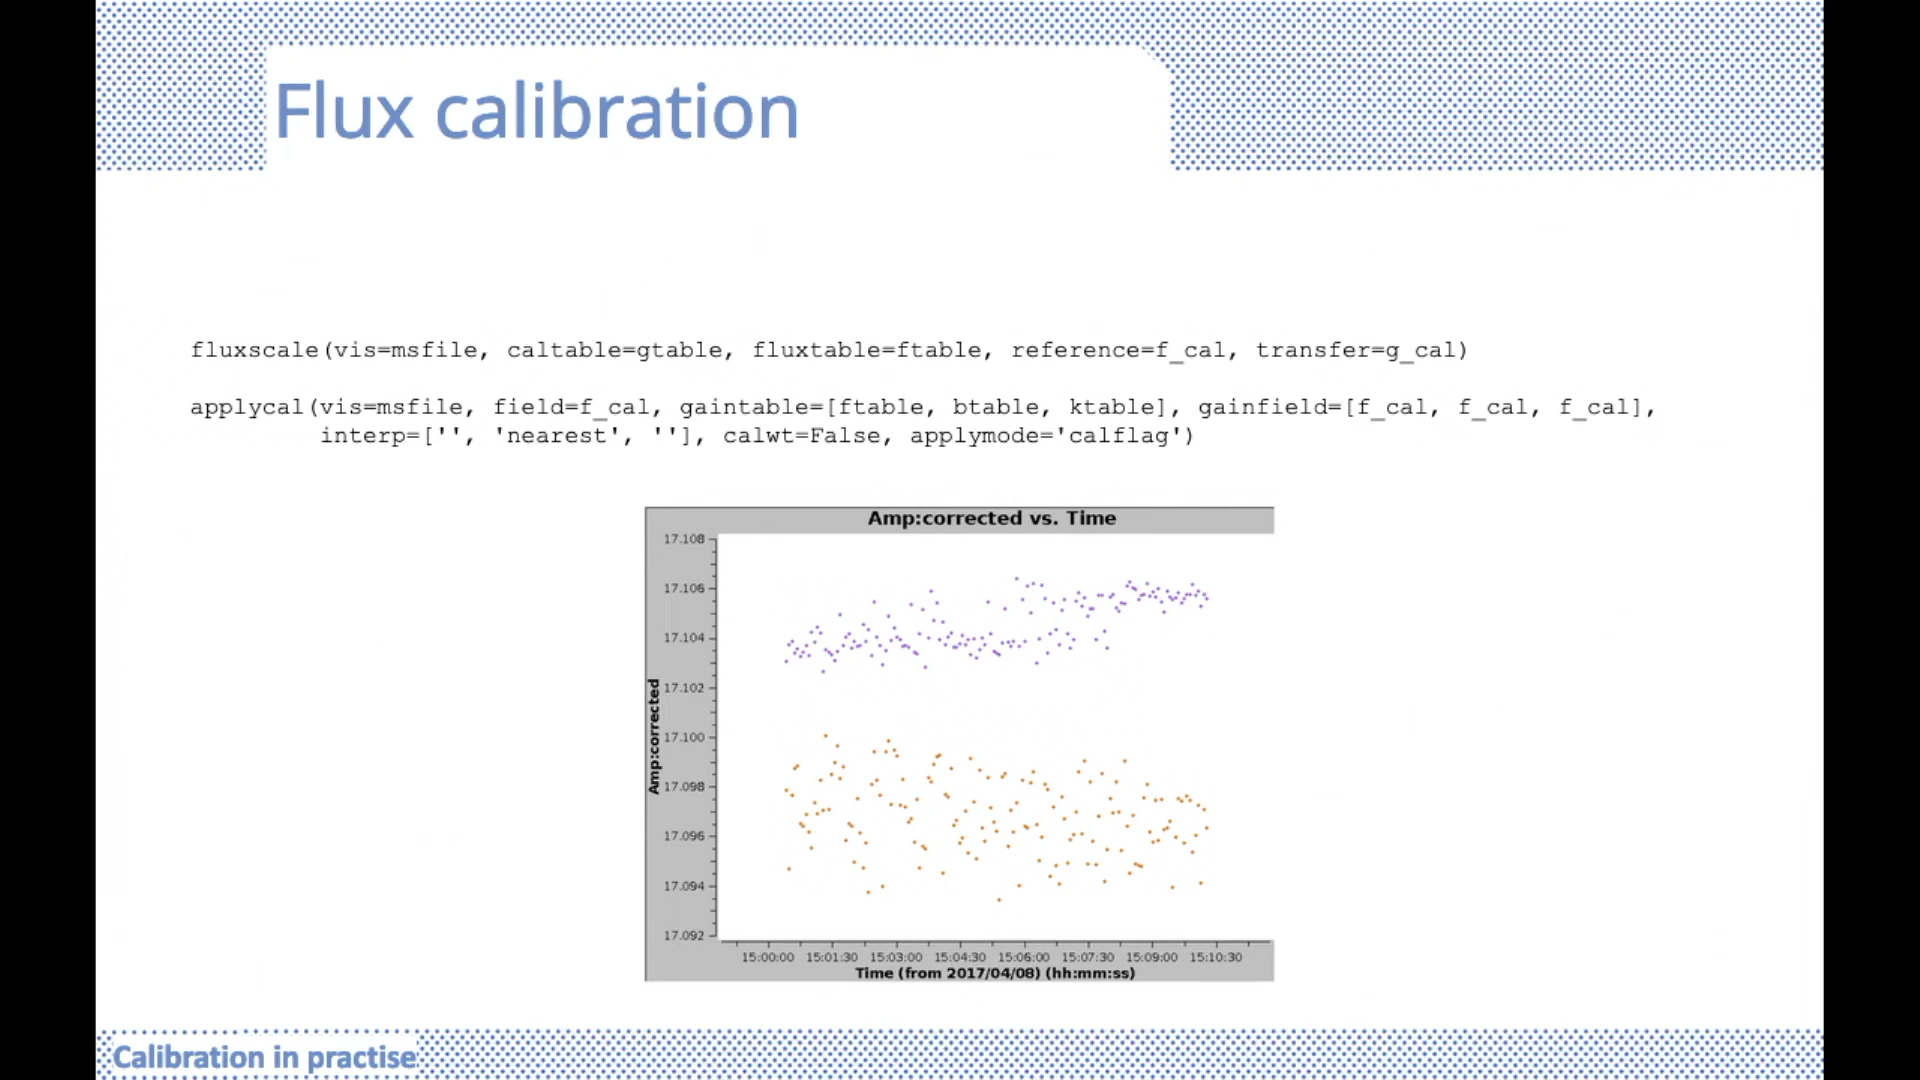 Flux calibration
fluxscale(vis=msfile, caltable=gtable, fluxtable=ftable, reference=f_cal, transfer=g_cal)
applycal(vis=msfile, field=f_cal, gaintable=[ftable, btable, ktable], gainfield=[f_cal, f_cal, f_cal],
interp=['', 'nearest', ''], calwt=False, applymode='calflag')
Amp:corrected vs. Time
17.108
17.106
17.104
17.102
17.100
17.098
17.096
17.094
17.092
Amp:corrected
15:00:00 15:01:30 15:03:00 15:04:30 15:06:00 15:07:30 15:09:00 15:10:30
Time (from 2017/04/08) (hh:mm:ss)
Calibration in practise